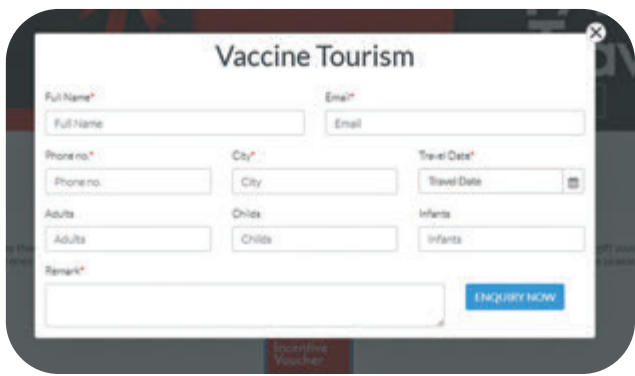 Vaccine Tourism
Full Name* Email*
Full Name Email
Phone no.* City* Travel Date*
Phone no. City Travel Date
Adults Childs Infants
Adults Childs Infants
Remark*
ENQUIRY NOW
Incentive
Voucher